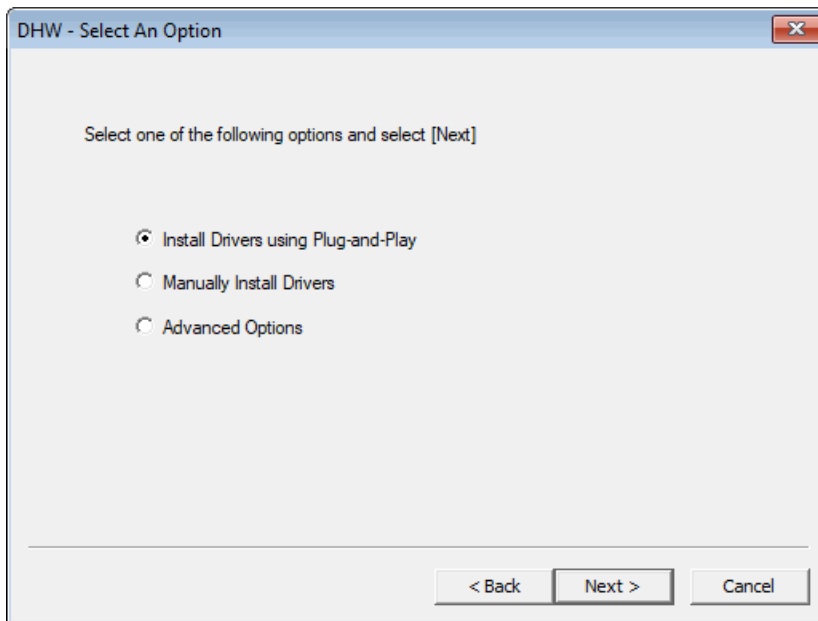 DHW - Select An Option
Select one of the following options and select [Next]
Install Drivers using Plug-and-Play
Manually Install Drivers
Advanced Options
< Back Next > Cancel